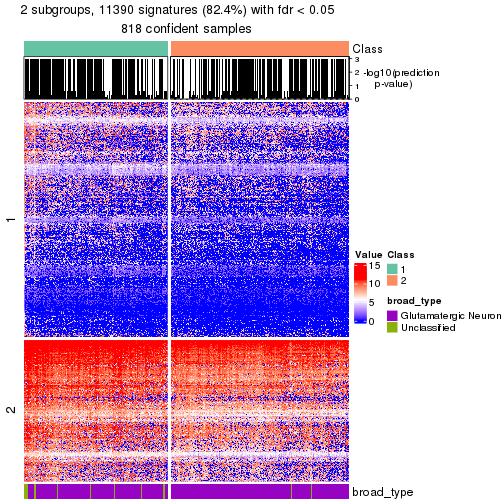 2 subgroups, 11390 signatures (82.4%) with fdr < 0.05
818 confident samples
Class
3
2
1
0
-log10(prediction
p-value)
1
2
Value
15
10
5
0
Class
1
2
broad_type
Glutamatergic Neuron
Unclassified
broad_type